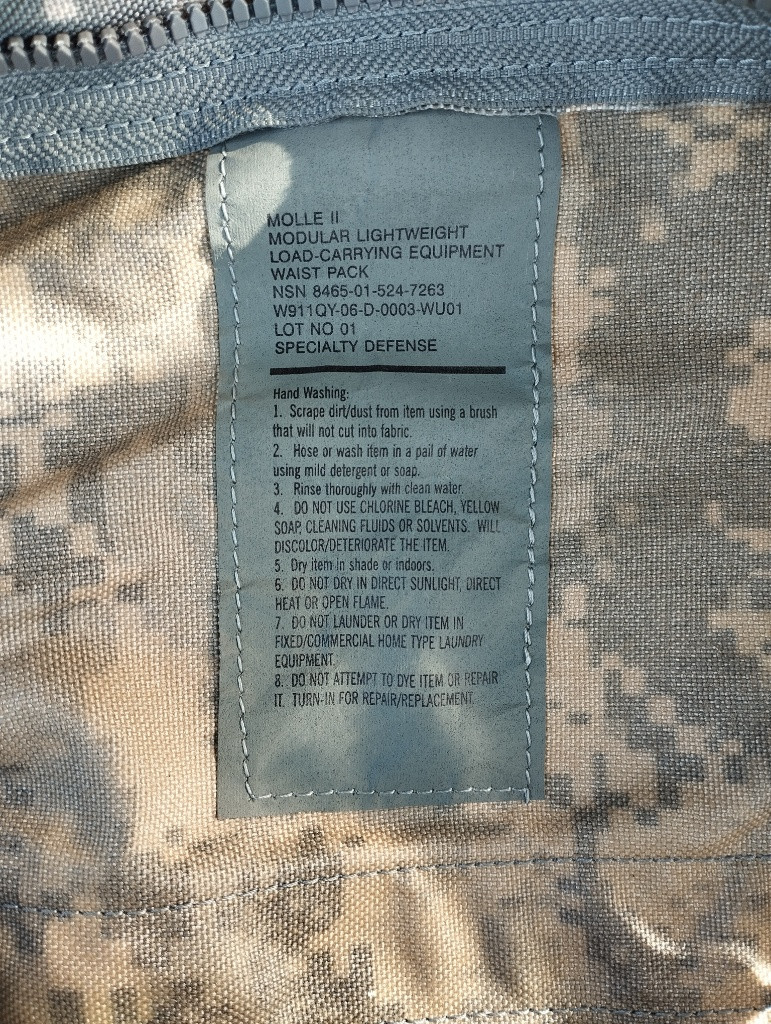 MOLLE II
MODULAR LIGHTWEIGHT
LOAD-CARRYING EQUIPMENT
WAIST PACK
NSN 8465-01-524-7263
W911QY-06-D-0003-WU01
LOT NO 01
SPECIALTY DEFENSE
Hand Washing:
1. Scrape dirt/dust from item using a brush
that will not cut into fabric.
2. Hose or wash item in a pail of water
using mild detergent or soap.
3. Rinse thoroughly with clean water.
4. DO NOT USE CHLORINE BLEACH, YELLOW
SOAP, CLEANING FLUIDS OR SOLVENTS. WILL
DISCOLOR/DETERIORATE THE ITEM.
5. Dry item in shade or indoors.
6. DO NOT DRY IN DIRECT SUNLIGHT, DIRECT
HEAT OR OPEN FLAME.
7. DO NOT LAUNDER OR DRY ITEM IN
FIXED/COMMERCIAL HOME TYPE LAUNDRY
EQUIPMENT.
8. DO NOT ATTEMPT TO DYE ITEM OR REPAIR
IT. TURN-IN FOR REPAIR/REPLACEMENT.